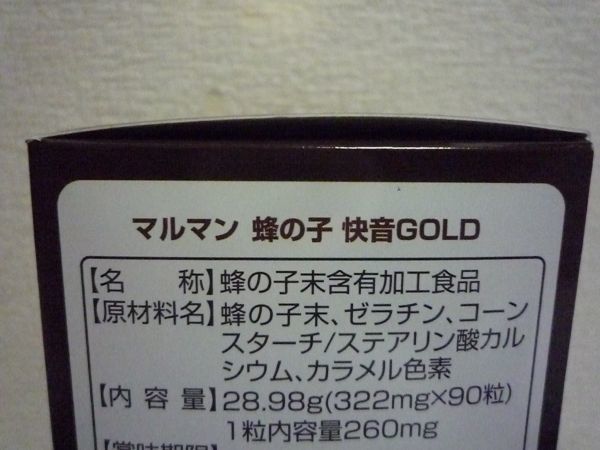 マルマン 蜂の子 快音GOLD
【名　　称】蜂の子末含有加工食品
【原材料名】蜂の子末、ゼラチン、コーン
スターチ/ステアリン酸カル
シウム、カラメル色素
【内 容 量】28.98g(322mg×90粒)
1粒内容量260mg
【賞味期限】